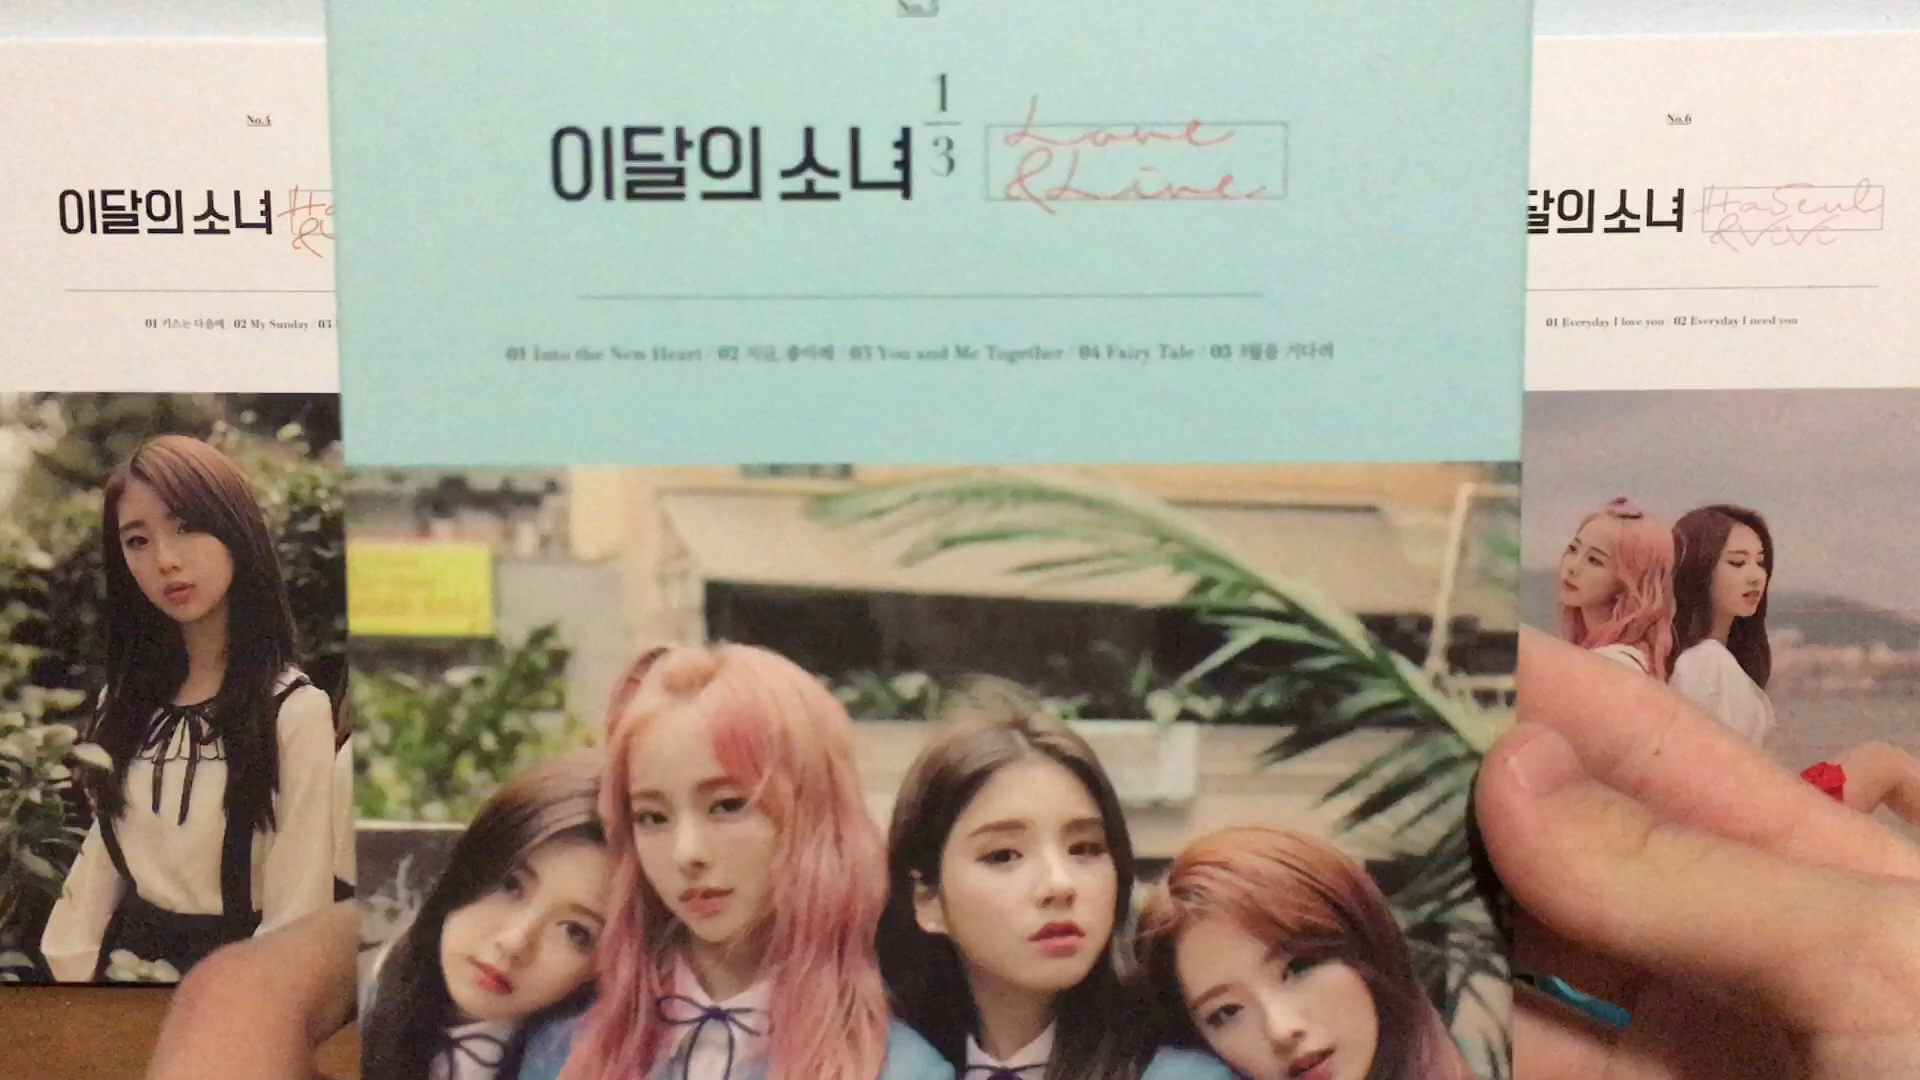 No.4
이달의 소녀
01 키스는 다음에 / 02 My Sunday / 03
이달의 소녀 1/3
Love
&Live
01 Into the New Heart / 02 지금, 좋아해 / 03 You and Me Together / 04 Fairy Tale / 05 3월을 기다려
No.6
달의 소녀
HaSeul
&ViVi
01 Everyday I love you / 02 Everyday I need you